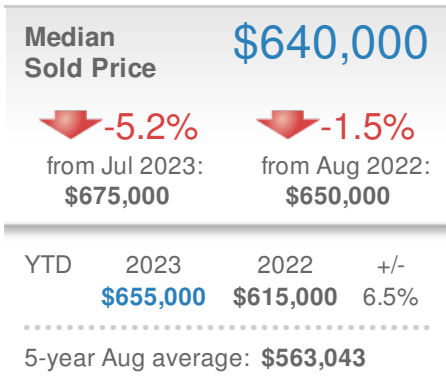 Median
Sold Price
$640,000
-5.2%
from Jul 2023:
$675,000
-1.5%
from Aug 2022:
$650,000
YTD 2023 2022 +/-
$655,000 $615,000 6.5%
5-year Aug average: $563,043